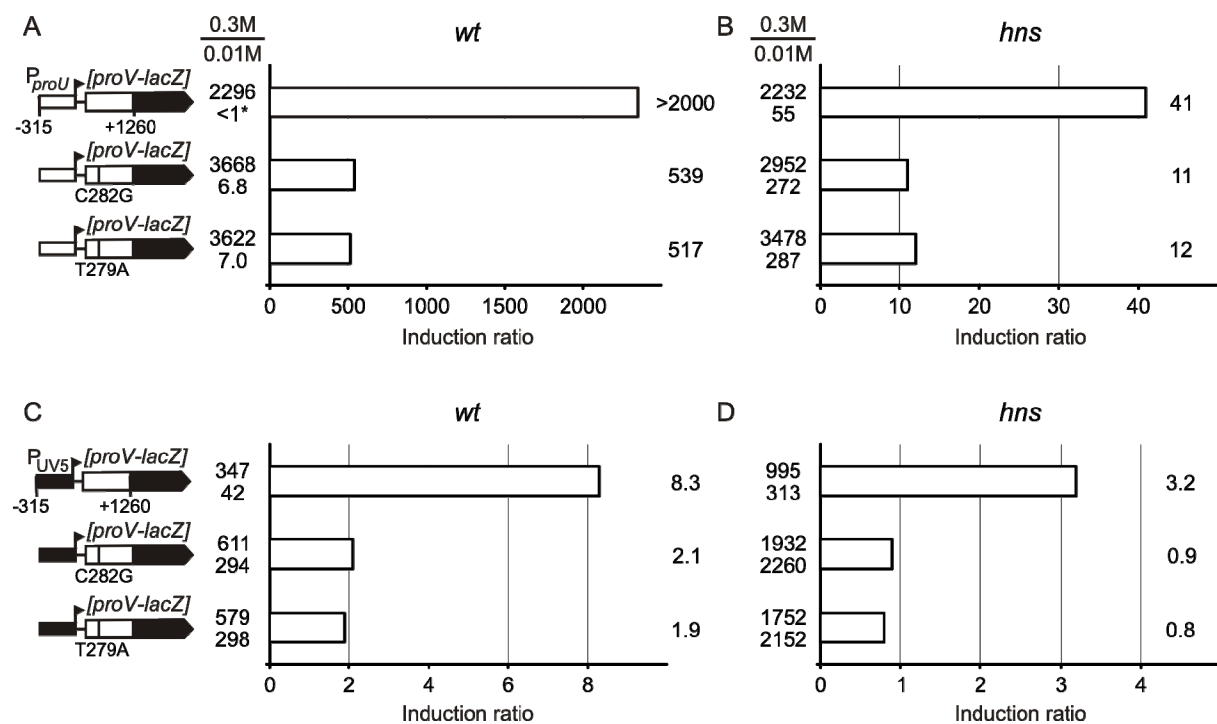 A
0.3M
0.01M
wt
B
0.3M
0.01M
hns
PproU [proV-lacZ]
-315 +1260
2296
<1*
>2000
2232
55
41
[proV-lacZ]
C282G
3668
6.8
539
2952
272
11
[proV-lacZ]
T279A
3622
7.0
517
3478
287
12
0 500 1000 1500 2000
Induction ratio
0 10 20 30 40
Induction ratio
C
wt
D
hns
PUV5 [proV-lacZ]
-315 +1260
347
42
8.3
995
313
3.2
[proV-lacZ]
C282G
611
294
2.1
1932
2260
0.9
[proV-lacZ]
T279A
579
298
1.9
1752
2152
0.8
0 2 4 6 8
Induction ratio
0 1 2 3 4
Induction ratio